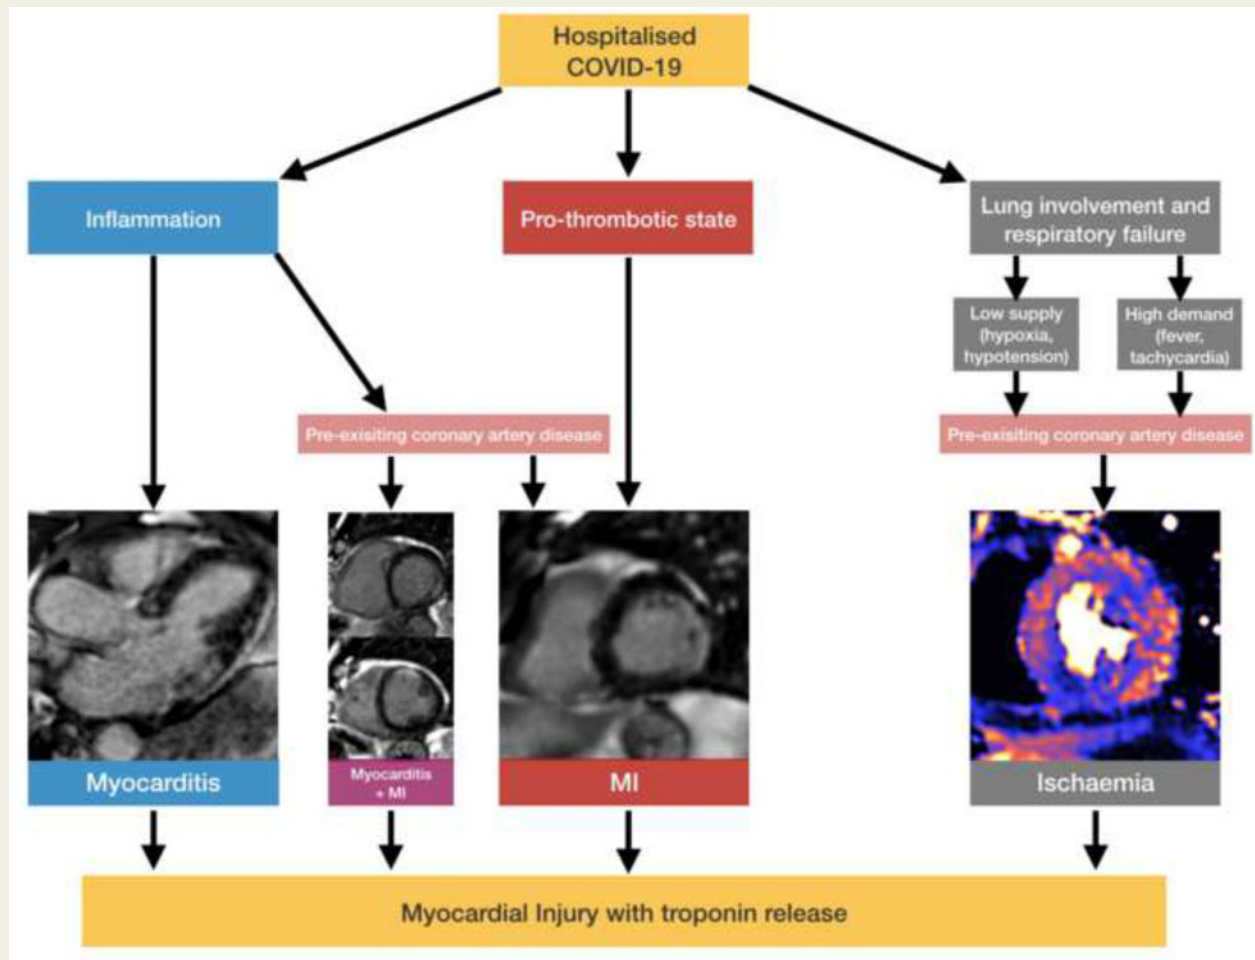 Hospitalised
COVID-19
Inflammation
Pro-thrombotic state
Lung involvement and
respiratory failure
Low supply
(hypoxia,
hypotension)
High demand
(fever,
tachycardia)
Pre-exisiting coronary artery disease
Pre-exisiting coronary artery disease
Myocarditis
Myocarditis
+ MI
MI
Ischaemia
Myocardial Injury with troponin release